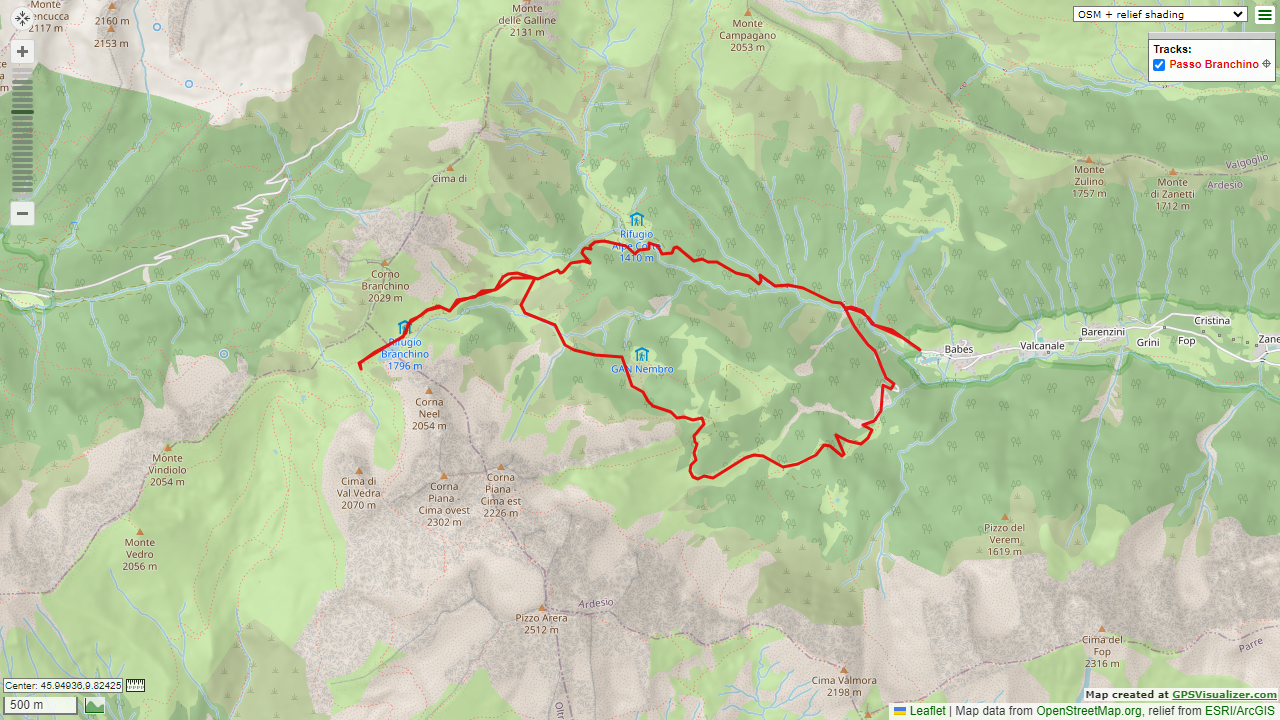 Monte
cencucca
2117 m
2160 m
2153 m
Monte
delle Galline
2131 m
Monte
Campagano
2053 m
OSM + relief shading
Tracks:
Passo Branchino
Cima di
Monte
Zulino
1757 m
Monte
di Zanetti
1712 m
Valgoglio
Ardesio
Rifugio
Alpe Corte
1410 m
Corno
Branchino
2029 m
Rifugio
Branchino
1796 m
GAN Nembro
Babes
Valcanale
Barenzini
Grini
Cristina
Fop
Zane
Corna
Neel
2054 m
Monte
Vindiolo
2054 m
Cima di
Val Vedra
2070 m
Corna
Piana -
Cima ovest
2302 m
Corna
Piana -
Cima est
2226 m
Monte
Vedro
2056 m
Pizzo del
Verem
1619 m
Pizzo Arera
2512 m
Ardesio
Cima del
Fop
2316 m
Parre
Cima Valmora
2198 m
Oltr
Center: 45.94936,9.82425
500 m
Map created at GPSVisualizer.com
Leaflet | Map data from OpenStreetMap.org, relief from ESRI/ArcGIS